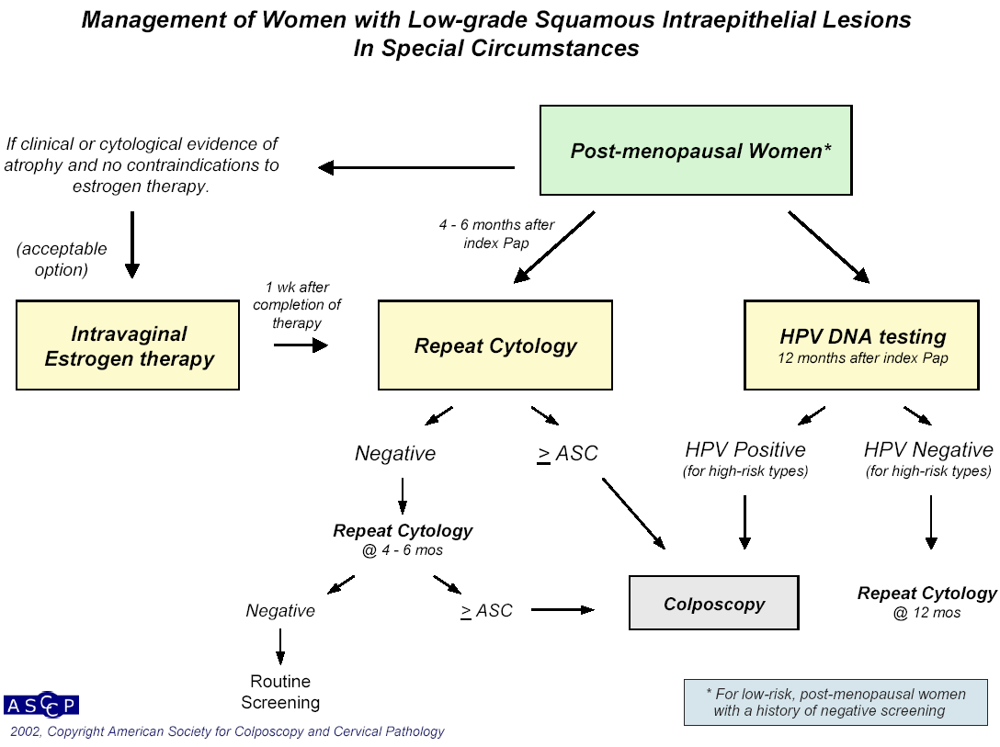 Management of Women with Low-grade Squamous Intraepithelial Lesions
In Special Circumstances
Post-menopausal Women*
If clinical or cytological evidence of
atrophy and no contraindications to
estrogen therapy.
4 - 6 months after
index Pap
(acceptable
option)
1 wk after
completion of
therapy
Intravaginal
Estrogen therapy
Repeat Cytology
HPV DNA testing
12 months after index Pap
Negative
> ASC
HPV Positive
(for high-risk types)
HPV Negative
(for high-risk types)
Repeat Cytology
@ 4 - 6 mos
Negative
> ASC
Colposcopy
Repeat Cytology
@ 12 mos
Routine
Screening
* For low-risk, post-menopausal women
with a history of negative screening
ASCCP
2002, Copyright American Society for Colposcopy and Cervical Pathology